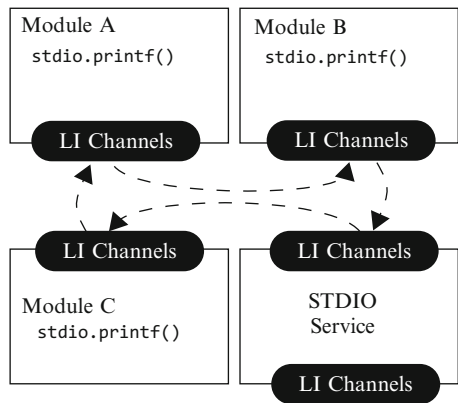 Module A
stdio.printf()
LI Channels
Module B
stdio.printf()
LI Channels
LI Channels
Module C
stdio.printf()
LI Channels
STDIO
Service
LI Channels